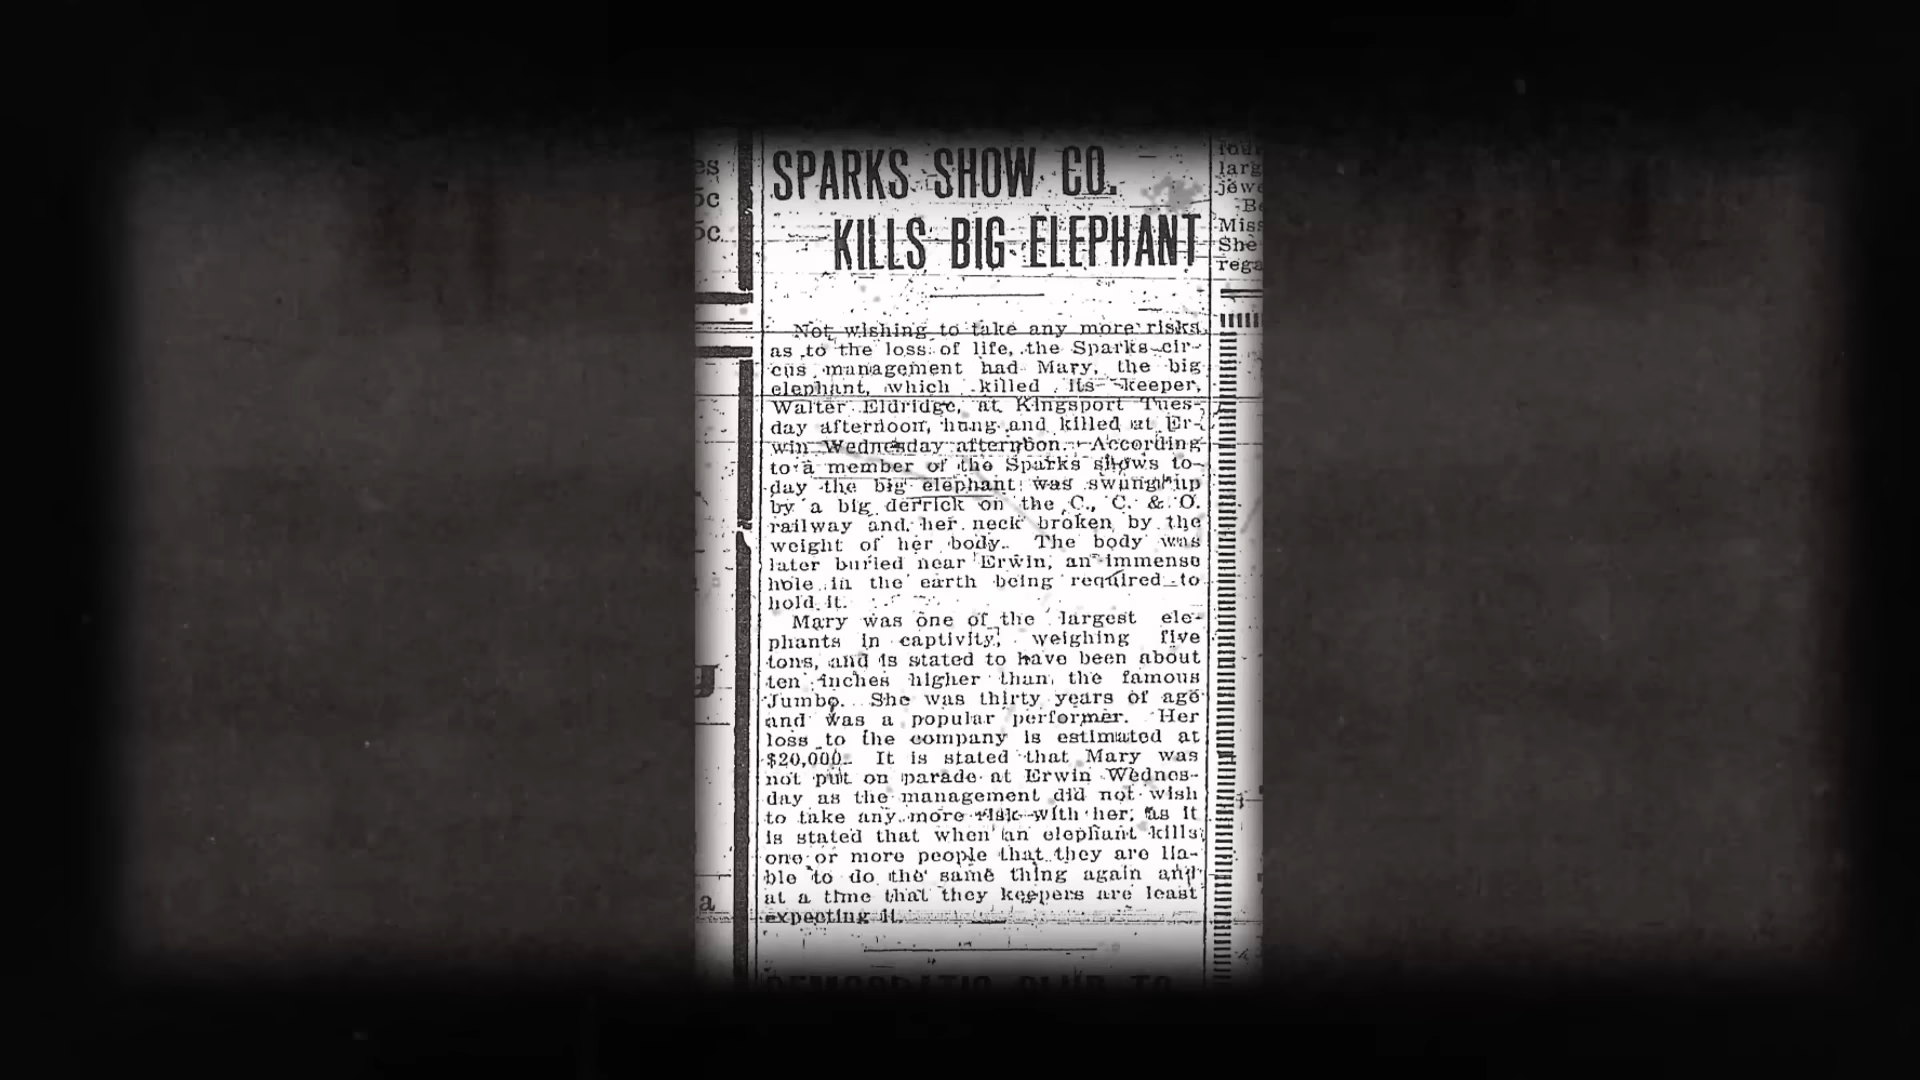 SPARKS SHOW CO.
KILLS BIG ELEPHANT
Not wishing to take any more risks
as to the loss of life, the Sparks cir-
cus management had Mary, the big
elephant, which killed its keeper,
Walter Eldridge, at Kingsport Tues-
day afternoon, hung and killed at Er-
win Wednesday afternoon. According
to a member of the Sparks shows to-
day the big elephant was swung up
by a big derrick on the C., C. & O.
railway and her neck broken by the
weight of her body. The body was
later buried near Erwin, an immense
hole in the earth being required to
hold it.
Mary was one of the largest ele-
phants in captivity, weighing five
tons, and is stated to have been about
ten inches higher than the famous
Jumbo. She was thirty years of age
and was a popular performer. Her
loss to the company is estimated at
$20,000. It is stated that Mary was
not put on parade at Erwin Wednes-
day as the management did not wish
to take any more risk with her, as it
is stated that when an elephant kills
one or more people that they are lia-
ble to do the same thing again and
at a time that they keepers are least
expecting it.
es
5c
5c
larg
jewe
Miss
She
rega
a